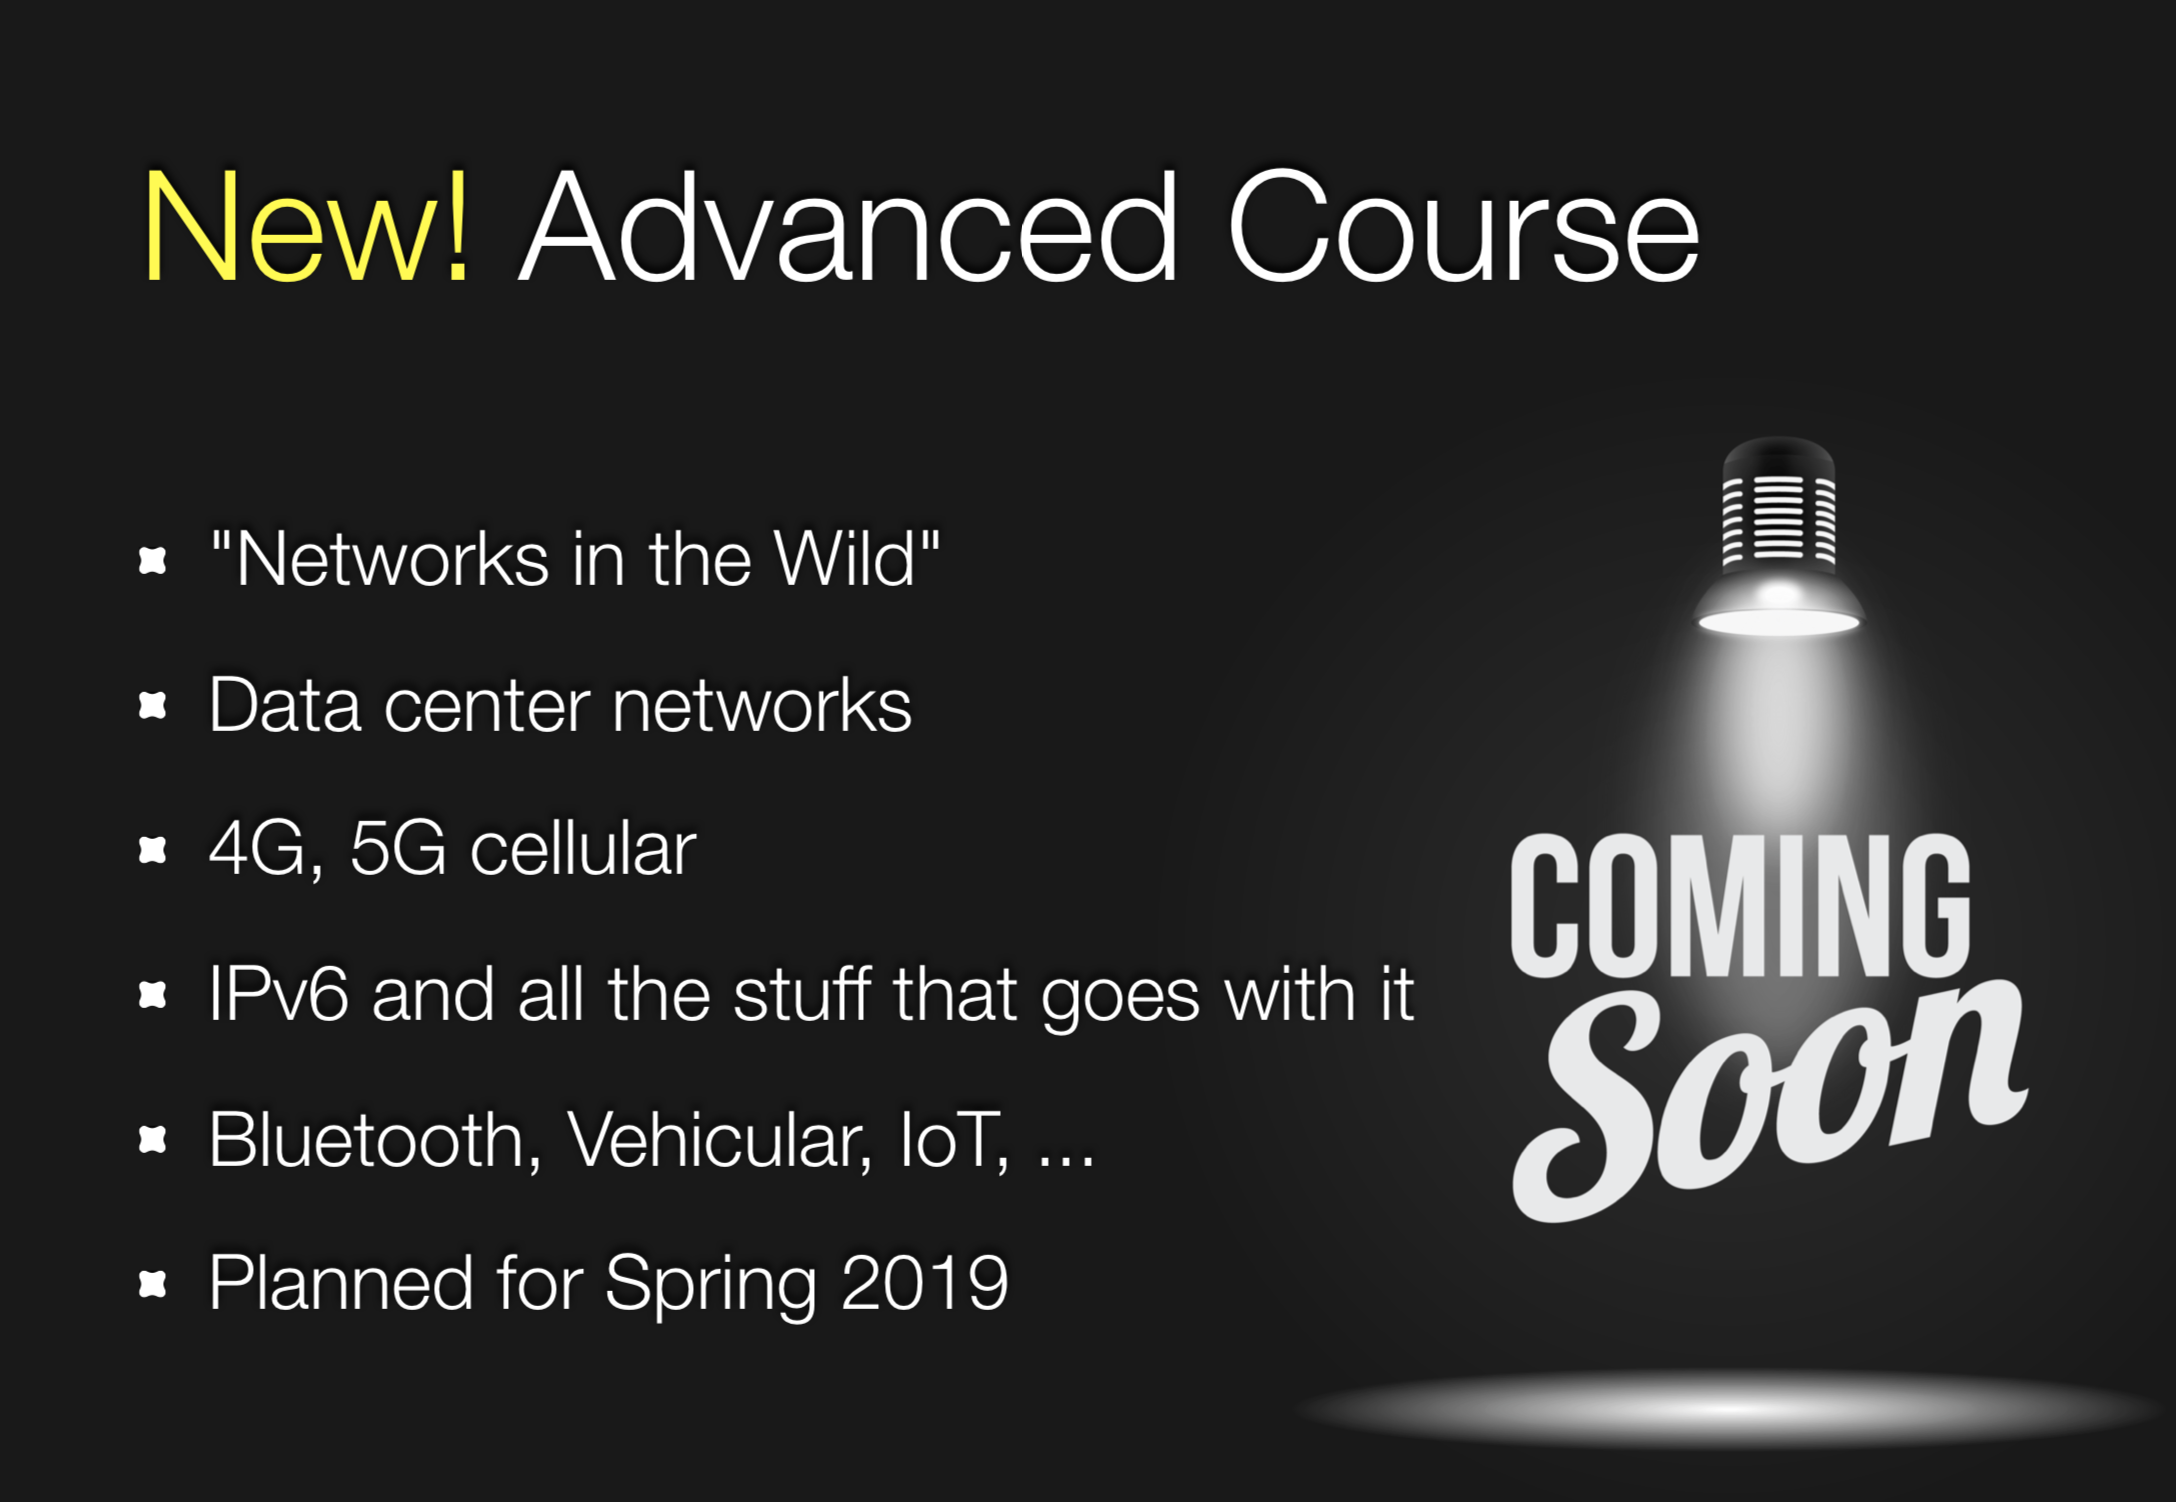 New! Advanced Course
"Networks in the Wild"
Data center networks
4G, 5G cellular
IPv6 and all the stuff that goes with it
Bluetooth, Vehicular, IoT, ...
Planned for Spring 2019
COMING
Soon